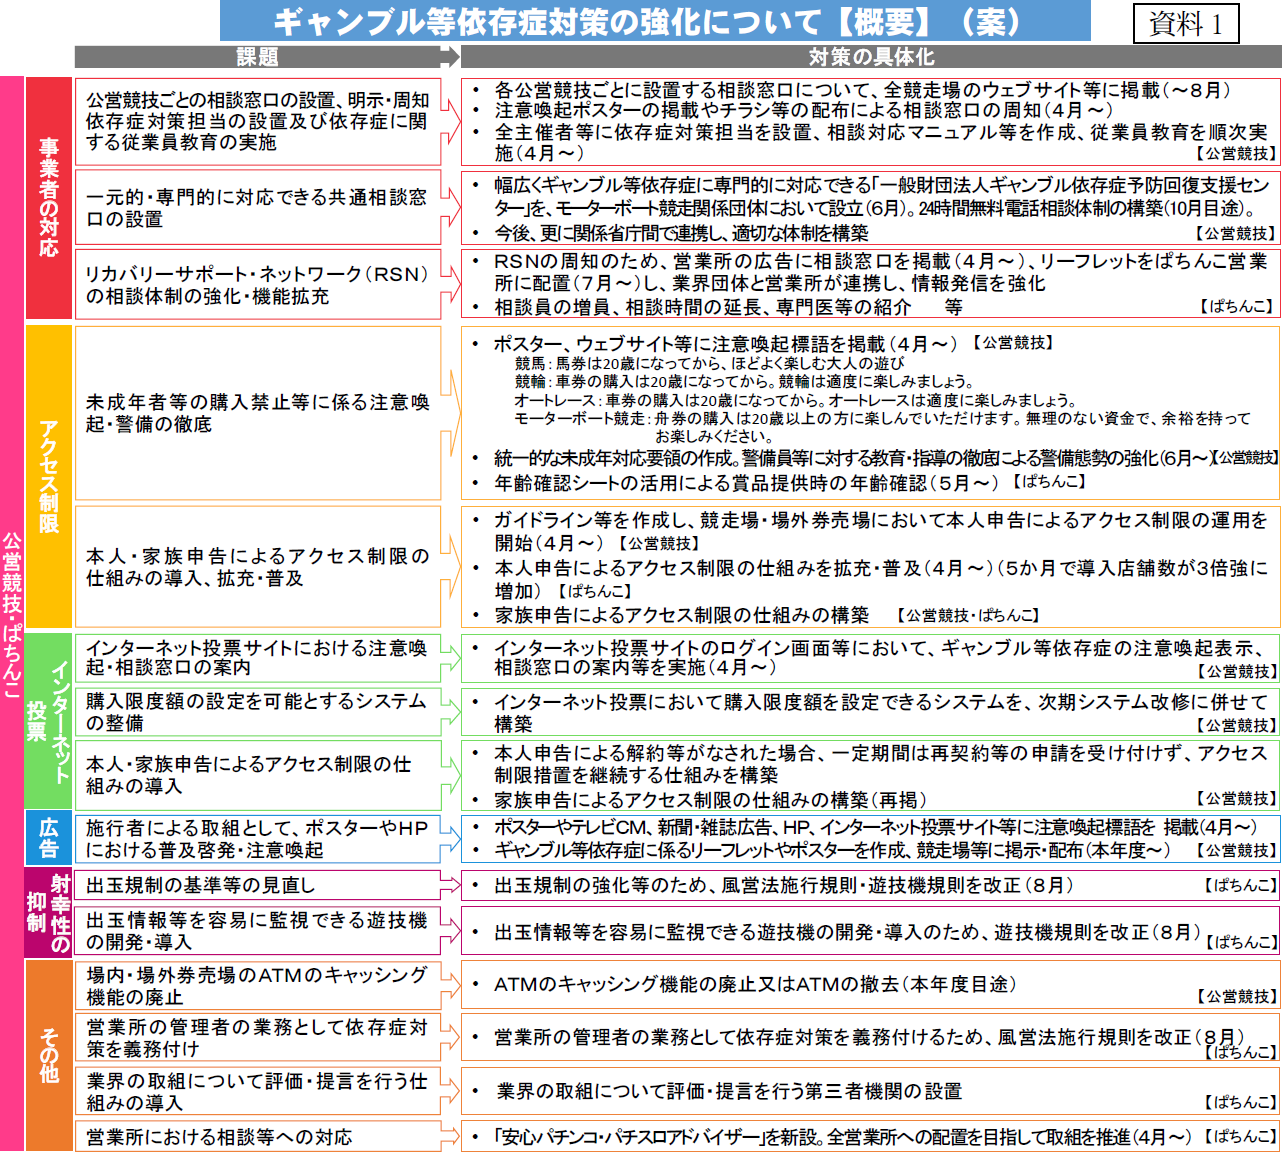 ギャンブル等依存症対策の強化について【概要】（案）
資料１
課題
対策の具体化
公営競技・ぱちんこ
事業者の対応
公営競技ごとの相談窓口の設置、明示・周知
依存症対策担当の設置及び依存症に関
する従業員教育の実施
・ 各公営競技ごとに設置する相談窓口について、全競走場のウェブサイト等に掲載（～８月）
・ 注意喚起ポスターの掲載やチラシ等の配布による相談窓口の周知（４月～）
・ 全主催者等に依存症対策担当を設置、相談対応マニュアル等を作成、従業員教育を順次実
施（４月～）
【公営競技】
一元的・専門的に対応できる共通相談窓
口の設置
・ 幅広くギャンブル等依存症に専門的に対応できる「一般財団法人ギャンブル依存症予防回復支援セン
ター」を、モーターボート競走関係団体において設立（６月）。24時間無料電話相談体制の構築（10月目途）。
・ 今後、更に関係省庁間で連携し、適切な体制を構築
【公営競技】
リカバリーサポート・ネットワーク（RSN）
の相談体制の強化・機能拡充
・ RSNの周知のため、営業所の広告に相談窓口を掲載（４月～）、リーフレットをぱちんこ営業
所に配置（７月～）し、業界団体と営業所が連携し、情報発信を強化
・ 相談員の増員、相談時間の延長、専門医等の紹介　等
【ぱちんこ】
アクセス制限
未成年者等の購入禁止等に係る注意喚
起・警備の徹底
・ ポスター、ウェブサイト等に注意喚起標語を掲載（４月～）【公営競技】
競馬：馬券は20歳になってから、ほどよく楽しむ大人の遊び
競輪：車券の購入は20歳になってから。競輪は適度に楽しみましょう。
オートレース：車券の購入は20歳になってから。オートレースは適度に楽しみましょう。
モーターボート競走：舟券の購入は20歳以上の方に楽しんでいただけます。無理のない資金で、余裕を持って
お楽しみください。
・ 統一的な未成年対応要領の作成。警備員等に対する教育・指導の徹底による警備態勢の強化（６月～）【公営競技】
・ 年齢確認シートの活用による賞品提供時の年齢確認（５月～）【ぱちんこ】
本人・家族申告によるアクセス制限の
仕組みの導入、拡充・普及
・ ガイドライン等を作成し、競走場・場外券売場において本人申告によるアクセス制限の運用を
開始（４月～）【公営競技】
・ 本人申告によるアクセス制限の仕組みを拡充・普及（４月～）（５か月で導入店舗数が３倍強に
増加）【ぱちんこ】
・ 家族申告によるアクセス制限の仕組みの構築　【公営競技・ぱちんこ】
インターネット
投票
インターネット投票サイトにおける注意喚
起・相談窓口の案内
・ インターネット投票サイトのログイン画面等において、ギャンブル等依存症の注意喚起表示、
相談窓口の案内等を実施（４月～）
【公営競技】
購入限度額の設定を可能とするシステム
の整備
・ インターネット投票において購入限度額を設定できるシステムを、次期システム改修に併せて
構築
【公営競技】
本人・家族申告によるアクセス制限の仕
組みの導入
・ 本人申告による解約等がなされた場合、一定期間は再契約等の申請を受け付けず、アクセス
制限措置を継続する仕組みを構築
・ 家族申告によるアクセス制限の仕組みの構築（再掲）
【公営競技】
広告
施行者による取組として、ポスターやHP
における普及啓発・注意喚起
・ ポスターやテレビCM、新聞・雑誌広告、HP、インターネット投票サイト等に注意喚起標語を 掲載（４月～）
・ ギャンブル等依存症に係るリーフレットやポスターを作成、競走場等に掲示・配布（本年度～）
【公営競技】
射幸性の
抑制
出玉規制の基準等の見直し
・ 出玉規制の強化等のため、風営法施行規則・遊技機規則を改正（８月）
【ぱちんこ】
出玉情報等を容易に監視できる遊技機
の開発・導入
・ 出玉情報等を容易に監視できる遊技機の開発・導入のため、遊技機規則を改正（８月）
【ぱちんこ】
その他
場内・場外券売場のATMのキャッシング
機能の廃止
・ ATMのキャッシング機能の廃止又はATMの撤去（本年度目途）
【公営競技】
営業所の管理者の業務として依存症対
策を義務付け
・ 営業所の管理者の業務として依存症対策を義務付けるため、風営法施行規則を改正（８月）
【ぱちんこ】
業界の取組について評価・提言を行う仕
組みの導入
・ 業界の取組について評価・提言を行う第三者機関の設置
【ぱちんこ】
営業所における相談等への対応
・ 「安心パチンコ・パチスロアドバイザー」を新設。全営業所への配置を目指して取組を推進（４月～）
【ぱちんこ】